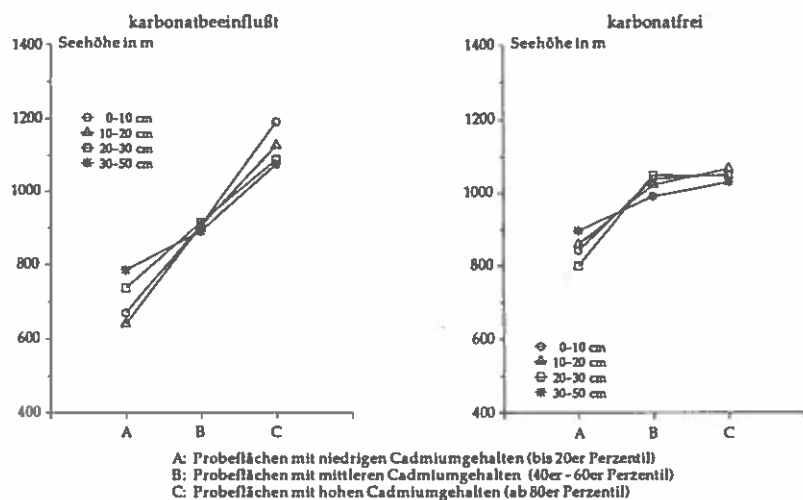 karbonatbeeinflußt
Seehöhe in m
1400
1200
1000
800
600
400
0-10 cm
10-20 cm
20-30 cm
30-50 cm
A B C
karbonatfrei
Seehöhe in m
1400
1200
1000
800
600
400
0-10 cm
10-20 cm
20-30 cm
30-50 cm
A B C
A: Probeflächen mit niedrigen Cadmiumgehalten (bis 20er Perzentil)
B: Probeflächen mit mittleren Cadmiumgehalten (40er - 60er Perzentil)
C: Probeflächen mit hohen Cadmiumgehalten (ab 80er Perzentil)